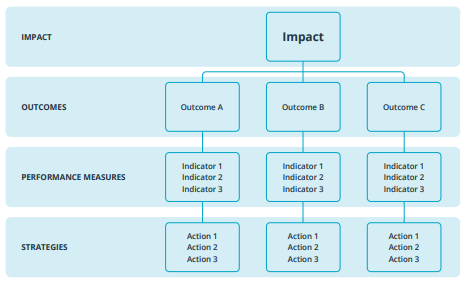 IMPACT
Impact
OUTCOMES
Outcome A
Outcome B
Outcome C
PERFORMANCE MEASURES
Indicator 1
Indicator 2
Indicator 3
Indicator 1
Indicator 2
Indicator 3
Indicator 1
Indicator 2
Indicator 3
STRATEGIES
Action 1
Action 2
Action 3
Action 1
Action 2
Action 3
Action 1
Action 2
Action 3